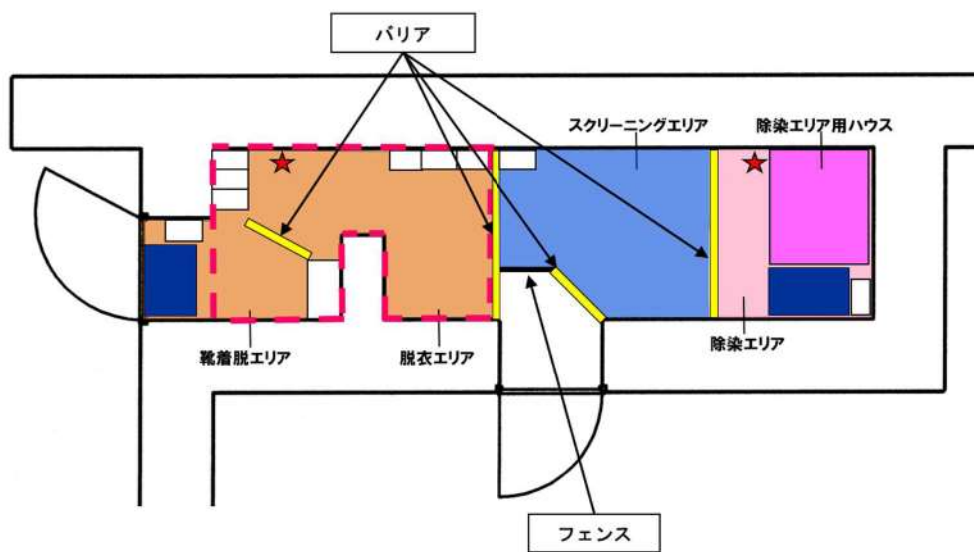 バリア
スクリーニングエリア
除染エリア用ハウス
靴着脱エリア
脱衣エリア
除染エリア
フェンス